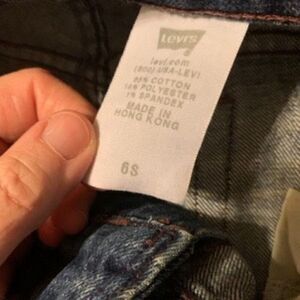 Levi's
levi.com
(800) USA-LEVI
85% COTTON
14% POLYESTER
1% SPANDEX
MADE IN
HONG KONG
6S